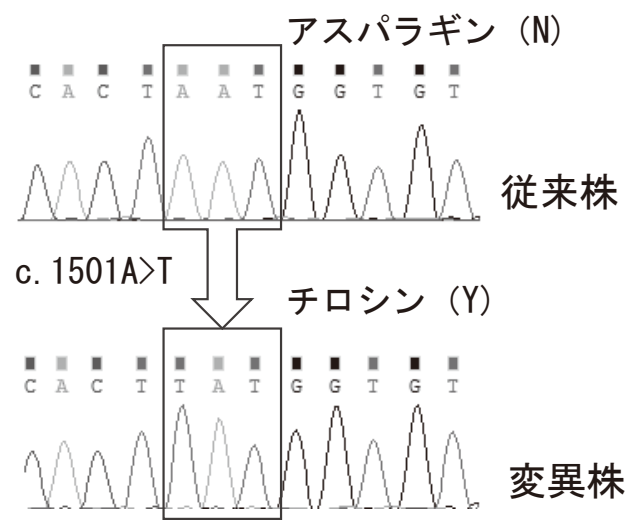 アスパラギン (N)
C A C T A A T G G T G T
従来株
c.1501A>T
チロシン (Y)
C A C T T A T G G T G T
変異株